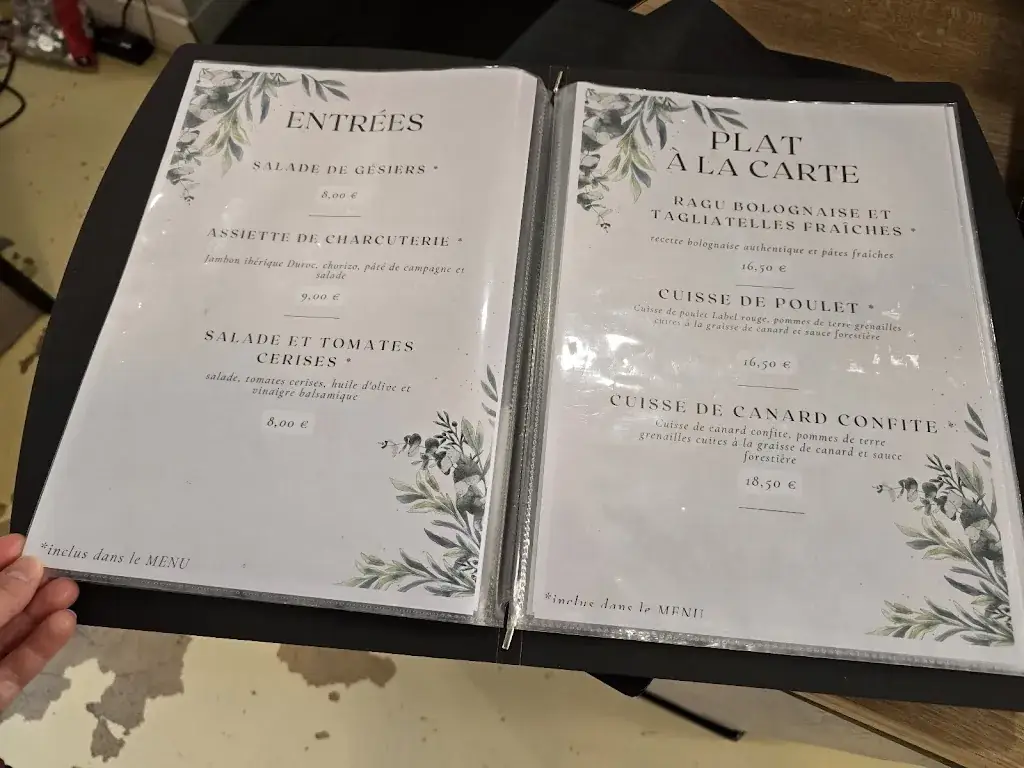 ENTRÉES
SALADE DE GÉSIERS *
8,00 €
ASSIETTE DE CHARCUTERIE *
Jambon ibérique Duroc, chorizo, pâté de campagne et
salade
9,00 €
SALADE ET TOMATES
CERISES *
salade, tomates cerises, huile d'olive et
vinaigre balsamique
8,00 €
*inclus dans le MENU
PLAT
À LA CARTE
RAGU BOLOGNAISE ET
TAGLIATELLES FRAÎCHES *
recette bolognaise authentique et pâtes fraîches
16,50 €
CUISSE DE POULET *
Cuisse de poulet Label rouge, pommes de terre grenailles
cuites à la graisse de canard et sauce forestière
16,50 €
CUISSE DE CANARD CONFITE *
Cuisse de canard confite, pommes de terre
grenailles cuites à la graisse de canard et sauce
forestière
18,50 €
*inclus dans le MENU